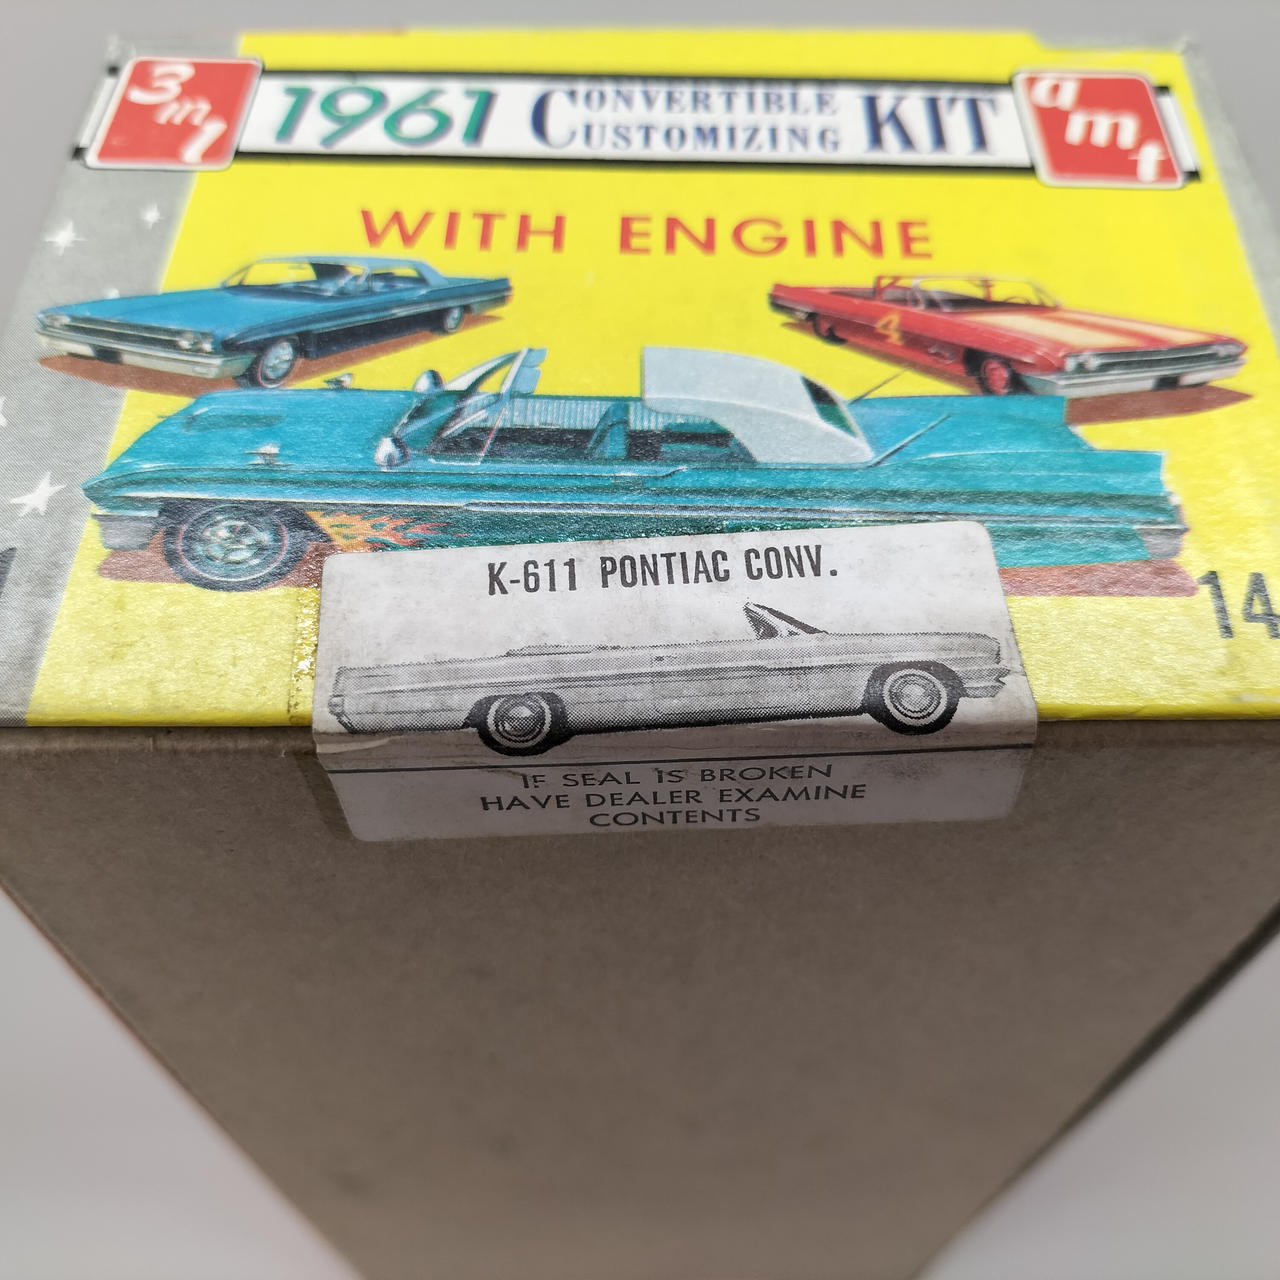 3 in 1
1961 CONVERTIBLE CUSTOMIZING KIT
amt
WITH ENGINE
4
14
K-611 PONTIAC CONV.
IF SEAL IS BROKEN
HAVE DEALER EXAMINE
CONTENTS